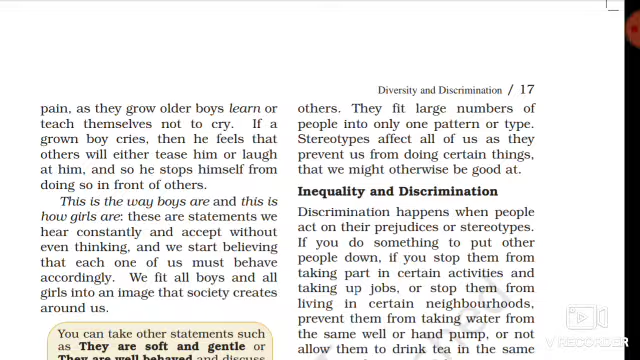 Diversity and Discrimination / 17
pain, as they grow older boys learn or
teach themselves not to cry. If a
grown boy cries, then he feels that
others will either tease him or laugh
at him, and so he stops himself from
doing so in front of others.
This is the way boys are and this is
how girls are: these are statements we
hear constantly and accept without
even thinking, and we start believing
that each one of us must behave
accordingly. We fit all boys and all
girls into an image that society creates
around us.
You can take other statements such
as They are soft and gentle or
They are well behaved and discuss
others. They fit large numbers of
people into only one pattern or type.
Stereotypes affect all of us as they
prevent us from doing certain things,
that we might otherwise be good at.
Inequality and Discrimination
Discrimination happens when people
act on their prejudices or stereotypes.
If you do something to put other
people down, if you stop them from
taking part in certain activities and
taking up jobs, or stop them from
living in certain neighbourhoods,
prevent them from taking water from
the same well or hand pump, or not
allow them to drink tea in the same
V RECORDER